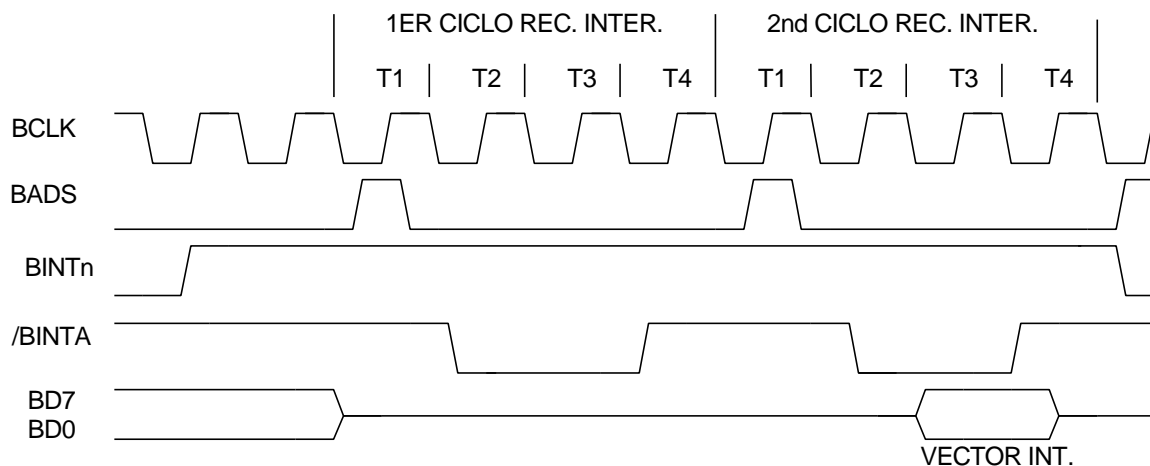 1ER CICLO REC. INTER. 2nd CICLO REC. INTER.
T1 T2 T3 T4 T1 T2 T3 T4
BCLK
BADS
BINTn
/BINTA
BD7
BD0
VECTOR INT.